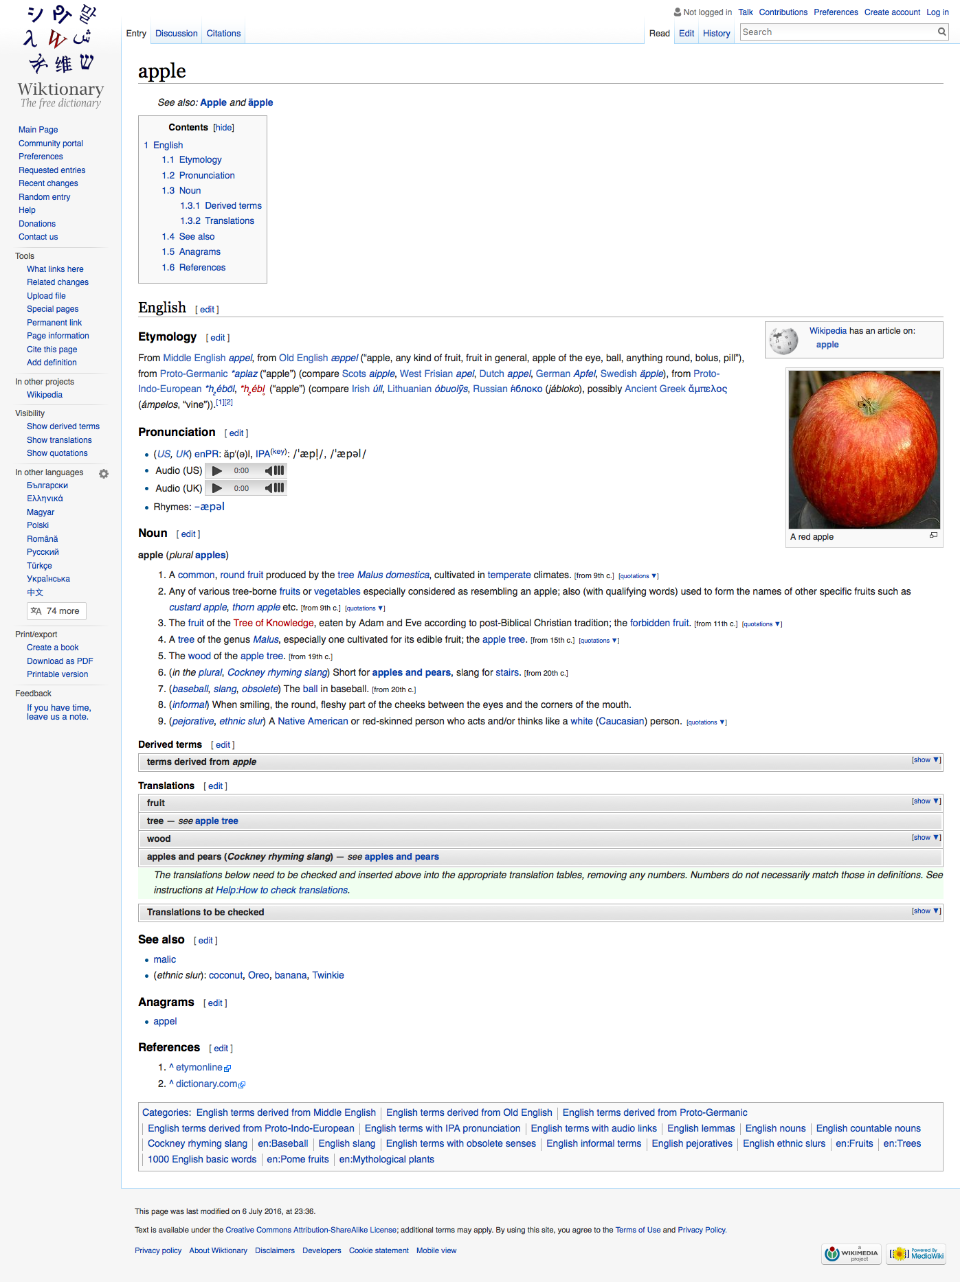 Not logged in Talk Contributions Preferences Create account Log in
Entry Discussion Citations Read Edit History Search
Wiktionary
The free dictionary
Main Page
Community portal
Preferences
Requested entries
Recent changes
Random entry
Help
Donations
Contact us
Tools
What links here
Related changes
Upload file
Special pages
Permanent link
Page information
Cite this page
Add definition
In other projects
Wikipedia
Visibility
Show derived terms
Show translations
Show quotations
In other languages
Български
Ελληνικά
Magyar
Polski
Română
Русский
Türkçe
Українська
中文
74 more
Print/export
Create a book
Download as PDF
Printable version
Feedback
If you have time,
leave us a note.
apple
See also: Apple and äpple
Contents [hide]
1 English
1.1 Etymology
1.2 Pronunciation
1.3 Noun
1.3.1 Derived terms
1.3.2 Translations
1.4 See also
1.5 Anagrams
1.6 References
English [ edit ]
Wikipedia has an article on:
apple
A red apple
Etymology [ edit ]
From Middle English appel, from Old English æppel ("apple, any kind of fruit, fruit in general, apple of the eye, ball, anything round, bolus, pill"),
from Proto-Germanic *aplaz ("apple") (compare Scots aipple, West Frisian apel, Dutch appel, German Apfel, Swedish äpple), from Proto-
Indo-European *h₂ébōl, *h₂ébl̥ ("apple") (compare Irish úll, Lithuanian óbuolỹs, Russian я́блоко (jábloko), possibly Ancient Greek ἄμπελος
(ámpelos, "vine")).[1][2]
Pronunciation [ edit ]
(US, UK) enPR: ăp′(ə)l, IPA(key): /ˈæp|/, /ˈæpəl/
Audio (US) 0:00
Audio (UK) 0:00
Rhymes: -æpəl
Noun [ edit ]
apple (plural apples)
1. A common, round fruit produced by the tree Malus domestica, cultivated in temperate climates. [from 9th c.] [quotations ▼]
2. Any of various tree-borne fruits or vegetables especially considered as resembling an apple; also (with qualifying words) used to form the names of other specific fruits such as
custard apple, thorn apple etc. [from 9th c.] [quotations ▼]
3. The fruit of the Tree of Knowledge, eaten by Adam and Eve according to post-Biblical Christian tradition; the forbidden fruit. [from 11th c.] [quotations ▼]
4. A tree of the genus Malus, especially one cultivated for its edible fruit; the apple tree. [from 15th c.] [quotations ▼]
5. The wood of the apple tree. [from 19th c.]
6. (in the plural, Cockney rhyming slang) Short for apples and pears, slang for stairs. [from 20th c.]
7. (baseball, slang, obsolete) The ball in baseball. [from 20th c.]
8. (informal) When smiling, the round, fleshy part of the cheeks between the eyes and the corners of the mouth.
9. (pejorative, ethnic slur) A Native American or red-skinned person who acts and/or thinks like a white (Caucasian) person. [quotations ▼]
Derived terms [ edit ]
terms derived from apple [show ▼]
Translations [ edit ]
fruit [show ▼]
tree — see apple tree
wood [show ▼]
apples and pears (Cockney rhyming slang) — see apples and pears
The translations below need to be checked and inserted above into the appropriate translation tables, removing any numbers. Numbers do not necessarily match those in definitions. See
instructions at Help:How to check translations.
Translations to be checked [show ▼]
See also [ edit ]
malic
(ethnic slur): coconut, Oreo, banana, Twinkie
Anagrams [ edit ]
appel
References [ edit ]
1. ^ etymonline
2. ^ dictionary.com
Categories: English terms derived from Middle English | English terms derived from Old English | English terms derived from Proto-Germanic
| English terms derived from Proto-Indo-European | English terms with IPA pronunciation | English terms with audio links | English lemmas | English nouns | English countable nouns
| Cockney rhyming slang | en:Baseball | English slang | English terms with obsolete senses | English informal terms | English pejoratives | English ethnic slurs | en:Fruits | en:Trees
| 1000 English basic words | en:Pome fruits | en:Mythological plants
This page was last modified on 6 July 2016, at 23:36.
Text is available under the Creative Commons Attribution-ShareAlike License; additional terms may apply. By using this site, you agree to the Terms of Use and Privacy Policy.
Privacy policy About Wiktionary Disclaimers Developers Cookie statement Mobile view
A WIKIMEDIA project
Powered By MediaWiki